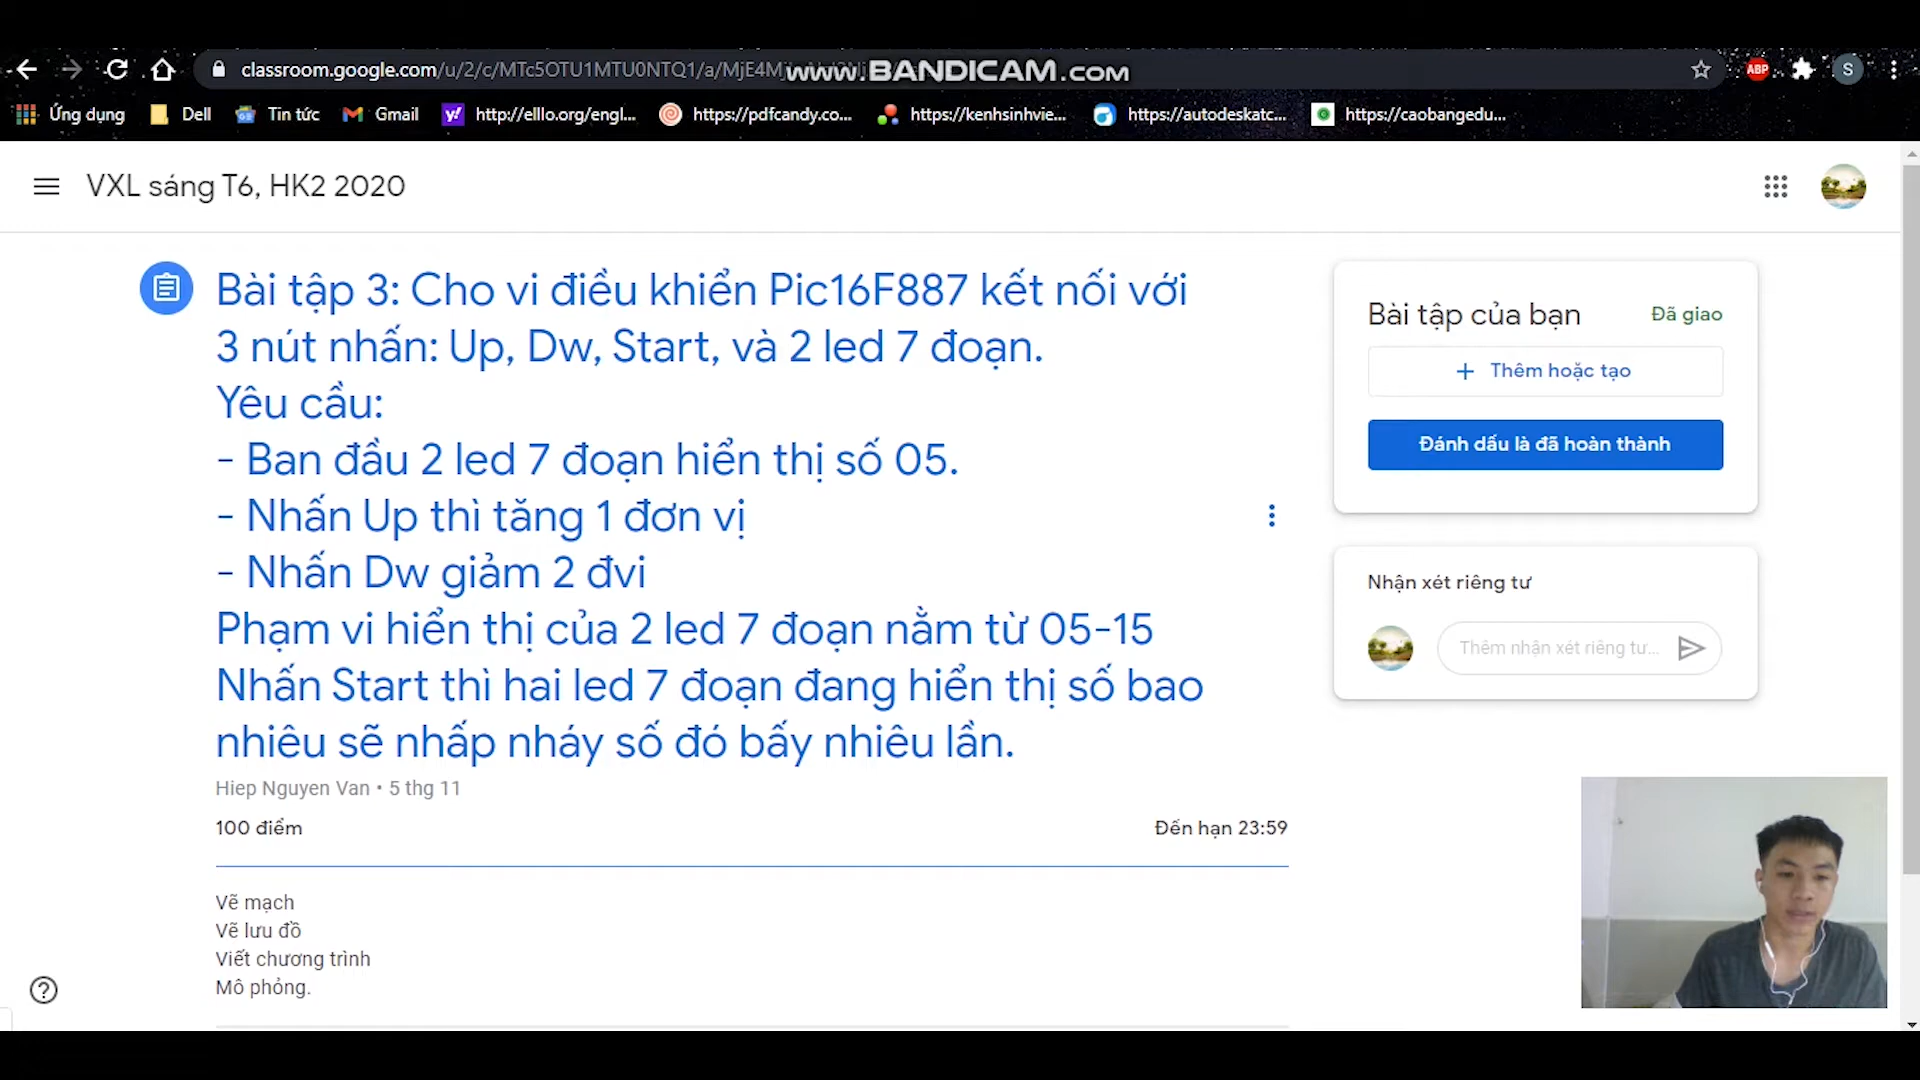 classroom.google.com/u/2/c/MTc5OTU1MTU0NTQ1/a/MjE4M
www.BANDICAM.com
ABP
S
Ứng dụng
Dell
Tin tức
Gmail
http://elllo.org/engl...
https://pdfcandy.co...
https://kenhsinhvie...
https://autodeskatc...
https://caobangedu...
VXL sáng T6, HK2 2020
Bài tập 3: Cho vi điều khiển Pic16F887 kết nối với
3 nút nhấn: Up, Dw, Start, và 2 led 7 đoạn.
Yêu cầu:
- Ban đầu 2 led 7 đoạn hiển thị số 05.
- Nhấn Up thì tăng 1 đơn vị
- Nhấn Dw giảm 2 đvi
Phạm vi hiển thị của 2 led 7 đoạn nằm từ 05-15
Nhấn Start thì hai led 7 đoạn đang hiển thị số bao
nhiêu sẽ nhấp nháy số đó bấy nhiêu lần.
Hiep Nguyen Van • 5 thg 11
100 điểm
Đến hạn 23:59
Vẽ mạch
Vẽ lưu đồ
Viết chương trình
Mô phỏng.
Bài tập của bạn
Đã giao
+ Thêm hoặc tạo
Đánh dấu là đã hoàn thành
Nhận xét riêng tư
Thêm nhận xét riêng tư...